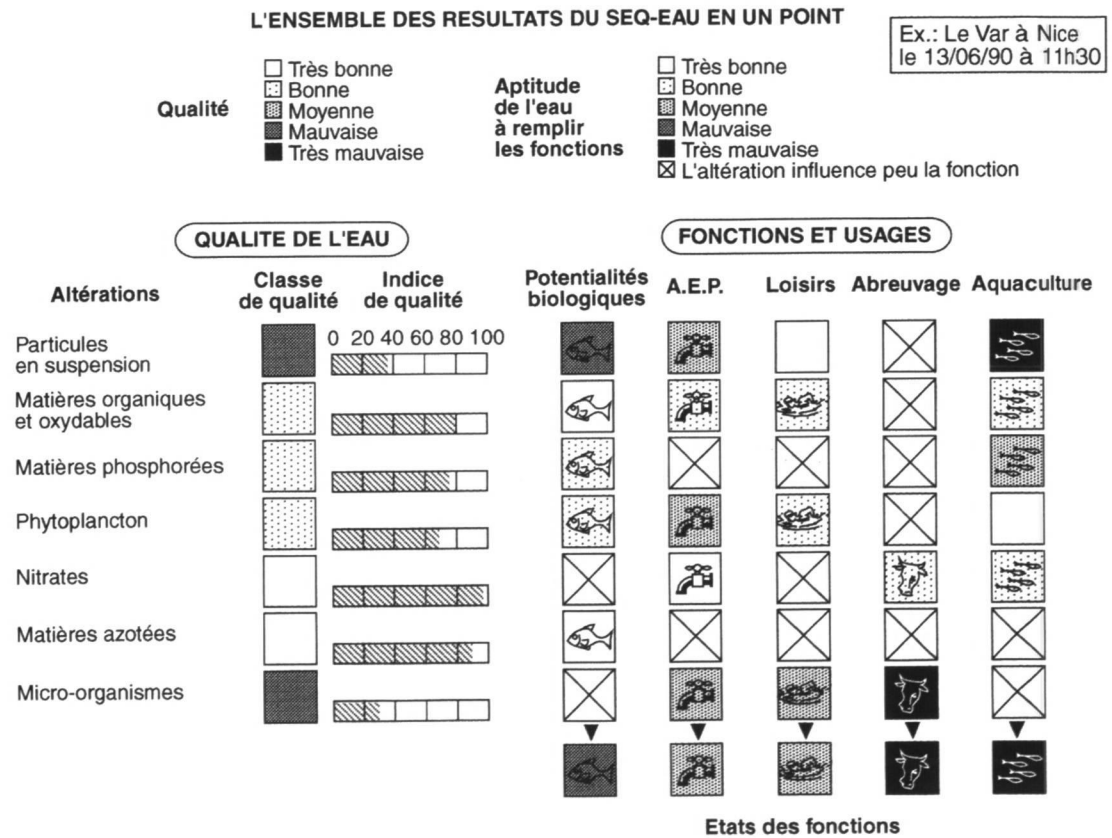 L'ENSEMBLE DES RESULTATS DU SEQ-EAU EN UN POINT
Ex.: Le Var à Nice
le 13/06/90 à 11h30
Qualité
Très bonne
Bonne
Moyenne
Mauvaise
Très mauvaise
Aptitude
de l'eau
à remplir
les fonctions
Très bonne
Bonne
Moyenne
Mauvaise
Très mauvaise
L'altération influence peu la fonction
QUALITE DE L'EAU
FONCTIONS ET USAGES
Altérations
Classe
de qualité
Indice
de qualité
Potentialités
biologiques
A.E.P.
Loisirs
Abreuvage
Aquaculture
0 20 40 60 80 100
Particules
en suspension
Matières organiques
et oxydables
Matières phosphorées
Phytoplancton
Nitrates
Matières azotées
Micro-organismes
Etats des fonctions